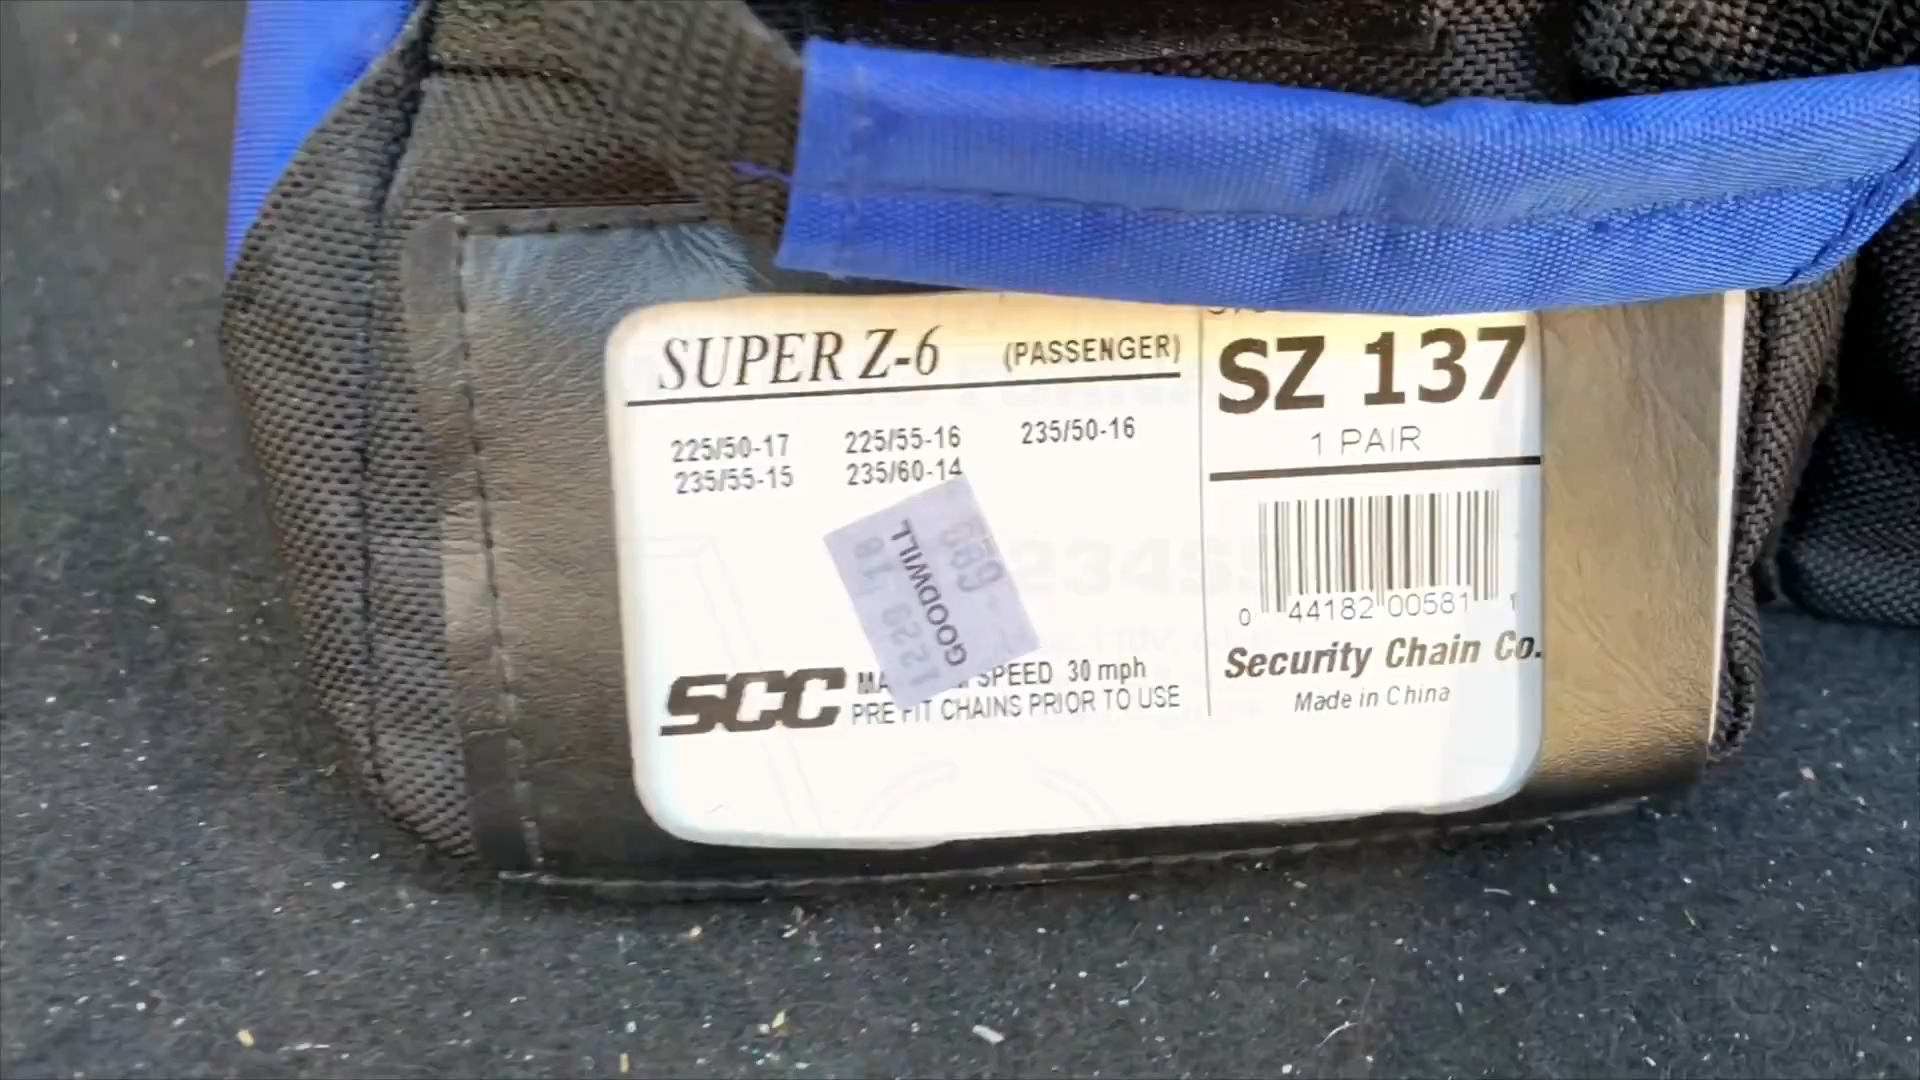 SUPER Z-6 (PASSENGER)
225/50-17 225/55-16 235/50-16
235/55-15 235/60-14
GOODWILL
SCC
SPEED 30 mph
PRE FIT CHAINS PRIOR TO USE
SZ 137
1 PAIR
0 44182 00581 1
Security Chain Co.
Made in China